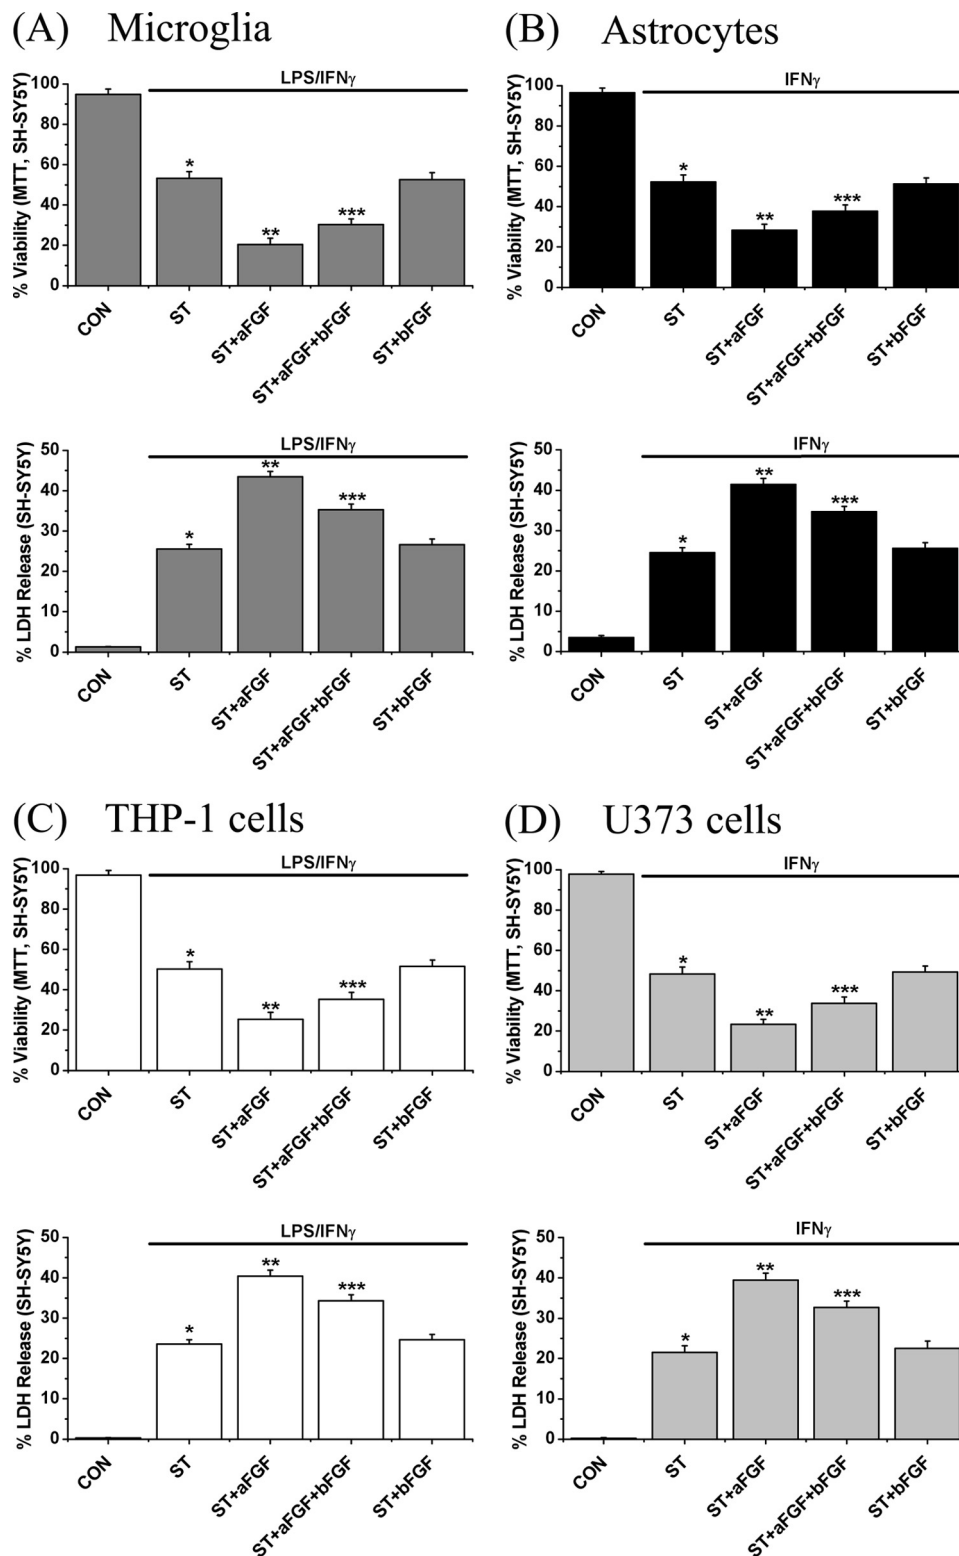 (A) Microglia
LPS/IFNγ
% Viability (MTT, SH-SY5Y)
100
80
60
40
20
0
*
**
***
CON
ST
ST+aFGF
ST+aFGF+bFGF
ST+bFGF
LPS/IFNγ
% LDH Release (SH-SY5Y)
50
40
30
20
10
0
*
**
***
CON
ST
ST+aFGF
ST+aFGF+bFGF
ST+bFGF
(B) Astrocytes
IFNγ
% Viability (MTT, SH-SY5Y)
100
80
60
40
20
0
*
**
***
CON
ST
ST+aFGF
ST+aFGF+bFGF
ST+bFGF
IFNγ
% LDH Release (SH-SY5Y)
50
40
30
20
10
0
*
**
***
CON
ST
ST+aFGF
ST+aFGF+bFGF
ST+bFGF
(C) THP-1 cells
LPS/IFNγ
% Viability (MTT, SH-SY5Y)
100
80
60
40
20
0
*
**
***
CON
ST
ST+aFGF
ST+aFGF+bFGF
ST+bFGF
LPS/IFNγ
% LDH Release (SH-SY5Y)
50
40
30
20
10
0
*
**
***
CON
ST
ST+aFGF
ST+aFGF+bFGF
ST+bFGF
(D) U373 cells
IFNγ
% Viability (MTT, SH-SY5Y)
100
80
60
40
20
0
*
**
***
CON
ST
ST+aFGF
ST+aFGF+bFGF
ST+bFGF
IFNγ
% LDH Release (SH-SY5Y)
50
40
30
20
10
0
*
**
***
CON
ST
ST+aFGF
ST+aFGF+bFGF
ST+bFGF